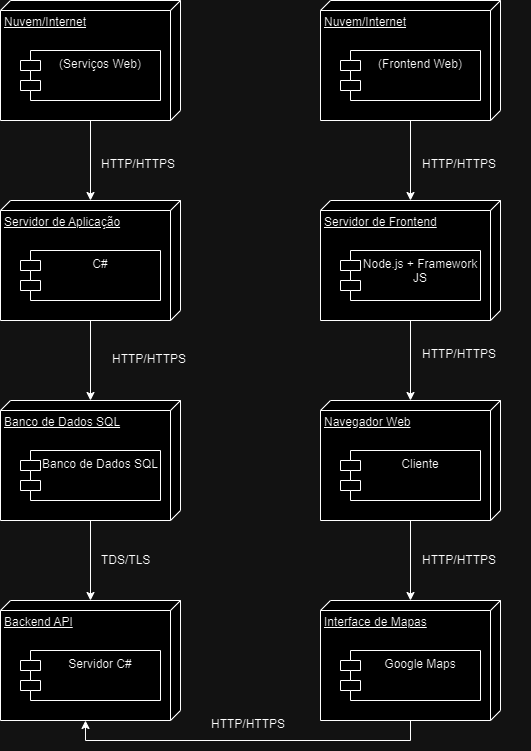 Nuvem/Internet
(Serviços Web)
HTTP/HTTPS
Servidor de Aplicação
C#
HTTP/HTTPS
Banco de Dados SQL
Banco de Dados SQL
TDS/TLS
Backend API
Servidor C#
Nuvem/Internet
(Frontend Web)
HTTP/HTTPS
Servidor de Frontend
Node.js + Framework
JS
HTTP/HTTPS
Navegador Web
Cliente
HTTP/HTTPS
Interface de Mapas
Google Maps
HTTP/HTTPS